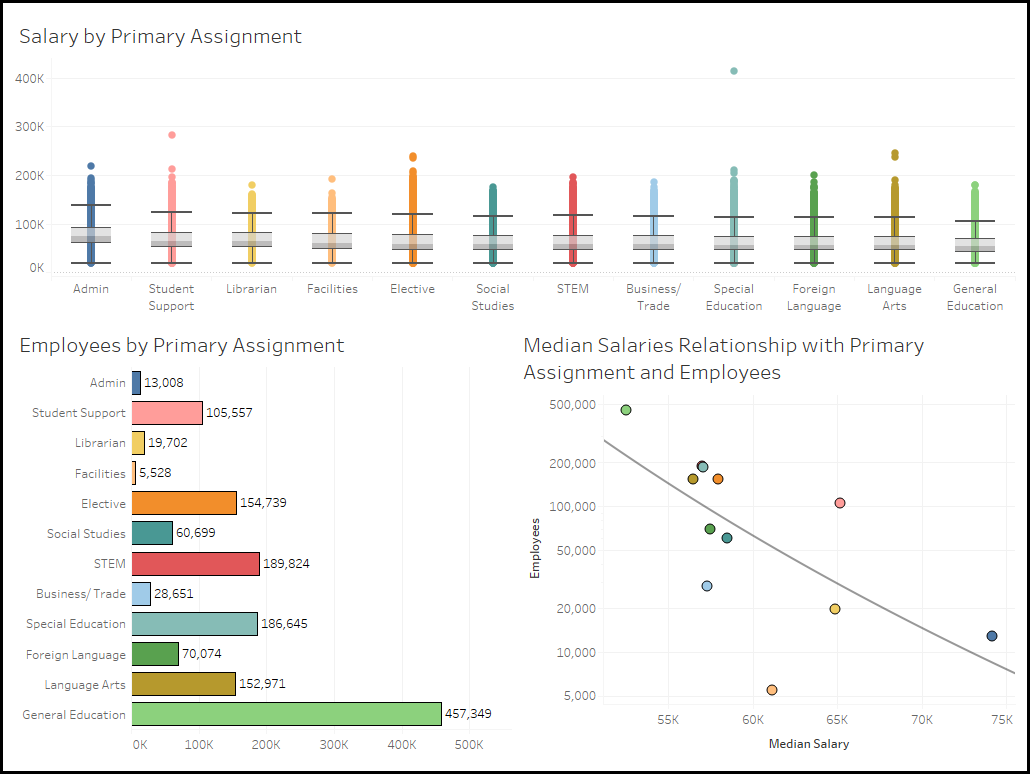 Salary by Primary Assignment
400K
300K
200K
100K
0K
Admin
Student
Support
Librarian
Facilities
Elective
Social
Studies
STEM
Business/
Trade
Special
Education
Foreign
Language
Language
Arts
General
Education
Employees by Primary Assignment
Admin 13,008
Student Support 105,557
Librarian 19,702
Facilities 5,528
Elective 154,739
Social Studies 60,699
STEM 189,824
Business/ Trade 28,651
Special Education 186,645
Foreign Language 70,074
Language Arts 152,971
General Education 457,349
0K 100K 200K 300K 400K 500K
Median Salaries Relationship with Primary
Assignment and Employees
500,000
200,000
100,000
50,000
20,000
10,000
5,000
Employees
55K 60K 65K 70K 75K
Median Salary